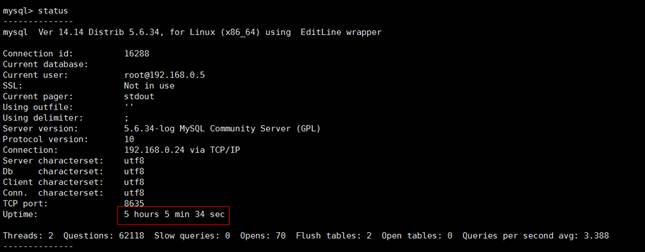 mysql> status
--------------
mysql  Ver 14.14 Distrib 5.6.34, for Linux (x86_64) using  EditLine wrapper
Connection id:          16288
Current database:
Current user:           root@192.168.0.5
SSL:                    Not in use
Current pager:          stdout
Using outfile:          ''
Using delimiter:        ;
Server version:         5.6.34-log MySQL Community Server (GPL)
Protocol version:       10
Connection:             192.168.0.24 via TCP/IP
Server characterset:    utf8
Db     characterset:    utf8
Client characterset:    utf8
Conn.  characterset:    utf8
TCP port:               8635
Uptime:                 5 hours 5 min 34 sec
Threads: 2  Questions: 62118  Slow queries: 0  Opens: 70  Flush tables: 2  Open tables: 0  Queries per second avg: 3.388
--------------